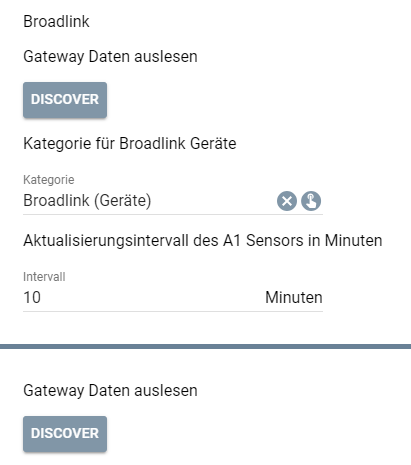 Broadlink
Gateway Daten auslesen
DISCOVER
Kategorie für Broadlink Geräte
Kategorie
Broadlink (Geräte)
Aktualisierungsintervall des A1 Sensors in Minuten
Intervall
10 Minuten
Gateway Daten auslesen
DISCOVER